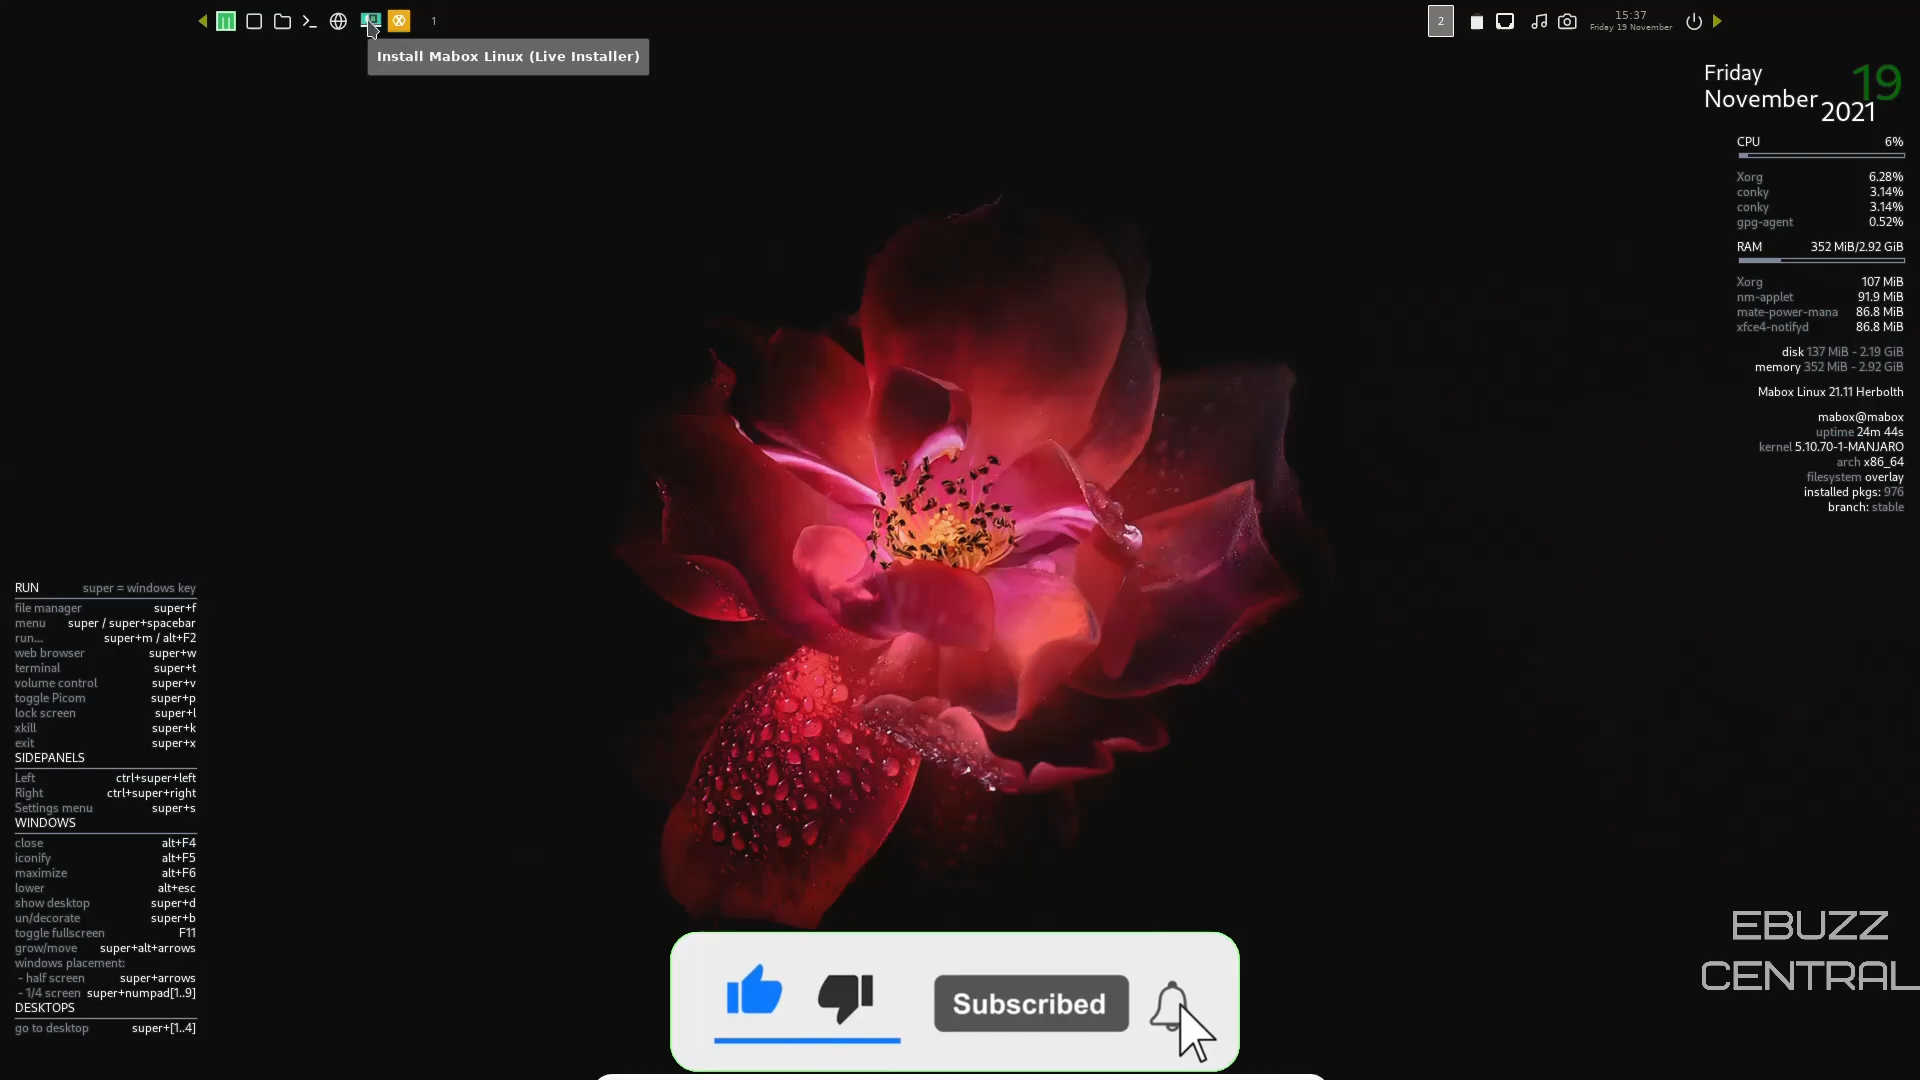 1
2
15:37
Friday 19 November
Install Mabox Linux (Live Installer)
Friday 19
November 2021
CPU 6%
Xorg 6.28%
conky 3.14%
conky 3.14%
gpg-agent 0.52%
RAM 352 MiB/2.92 GiB
Xorg 107 MiB
nm-applet 91.9 MiB
mate-power-mana 86.8 MiB
xfce4-notifyd 86.8 MiB
disk 137 MiB - 2.19 GiB
memory 352 MiB - 2.92 GiB
Mabox Linux 21.11 Herbolth
mabox@mabox
uptime 24m 44s
kernel 5.10.70-1-MANJARO
arch x86_64
filesystem overlay
installed pkgs: 976
branch: stable
RUN super = windows key
file manager super+f
menu super / super+spacebar
run... super+m / alt+F2
web browser super+w
terminal super+t
volume control super+v
toggle Picom super+p
lock screen super+l
xkill super+k
exit super+x
SIDEPANELS
Left ctrl+super+left
Right ctrl+super+right
Settings menu super+s
WINDOWS
close alt+F4
iconify alt+F5
maximize alt+F6
lower alt+esc
show desktop super+d
un/decorate super+b
toggle fullscreen F11
grow/move super+alt+arrows
windows placement:
- half screen super+arrows
- 1/4 screen super+numpad[1..9]
DESKTOPS
go to desktop super+[1..4]
Subscribed
EBUZZ
CENTRAL